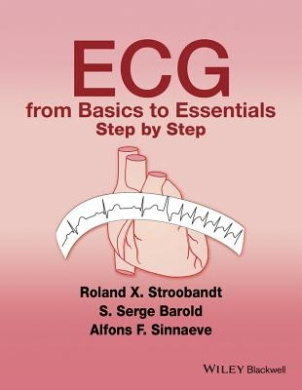 ECG
from Basics to Essentials
Step by Step
Roland X. Stroobandt
S. Serge Barold
Alfons F. Sinnaeve
WILEY Blackwell